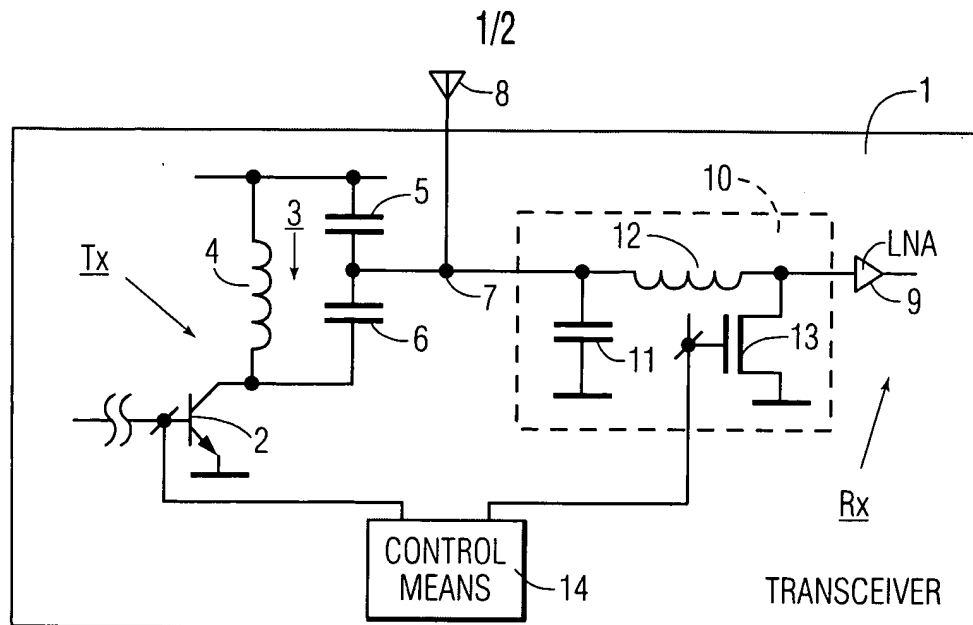 1/2
8
1
5
10
3
4
12
LNA
Tx
7
9
6
11
13
2
Rx
CONTROL
MEANS
14
TRANSCEIVER